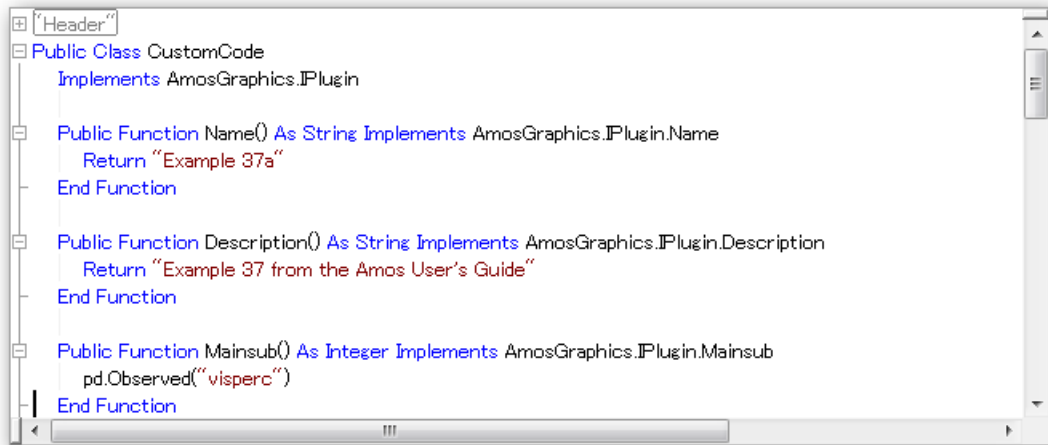 "Header"
Public Class CustomCode
Implements AmosGraphics.IPlugin
Public Function Name() As String Implements AmosGraphics.IPlugin.Name
Return "Example 37a"
End Function
Public Function Description() As String Implements AmosGraphics.IPlugin.Description
Return "Example 37 from the Amos User's Guide"
End Function
Public Function Mainsub() As Integer Implements AmosGraphics.IPlugin.Mainsub
pd.Observed("visperc")
End Function